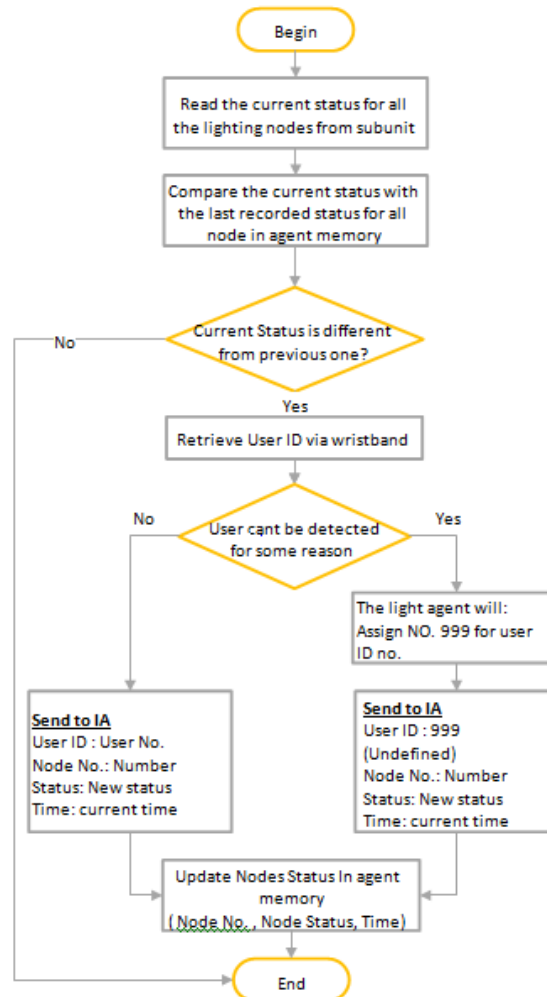 Begin
Read the current status for all
the lighting nodes from subunit
Compare the current status with
the last recorded status for all
node in agent memory
Current Status is different
from previous one?
No
Yes
Retrieve User ID via wristband
User cant be detected
for some reason
No
Yes
The light agent will:
Assign NO. 999 for user
ID no.
Send to IA
User ID : User No.
Node No.: Number
Status: New status
Time: current time
Send to IA
User ID : 999
(Undefined)
Node No.: Number
Status: New status
Time: current time
Update Nodes Status In agent
memory
( Node No. , Node Status, Time)
End